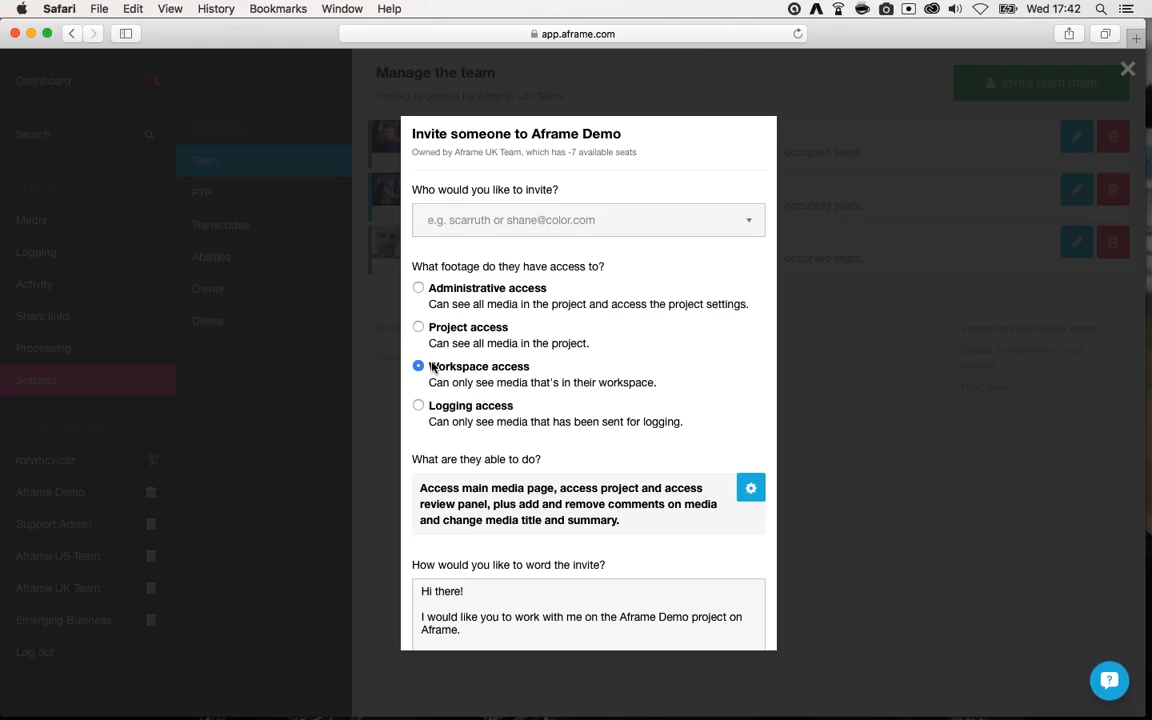 Safari File Edit View History Bookmarks Window Help Wed 17:42
app.aframe.com
Dashboard
Search
Media
Logging
Activity
Share links
Processing
Settings
rorymcvicar
Aframe Demo
Support Admin
Aframe US Team
Aframe UK Team
Emerging Business
Log out
Team
FTP
Transcodes
Abilities
Owner
Delete
Manage the team
Project is owned by Aframe UK Team
Invite team mate
occupied seats.
occupied seats.
occupied seats.
Invite someone to Aframe Demo
Owned by Aframe UK Team, which has -7 available seats
Who would you like to invite?
e.g. scarruth or shane@color.com
What footage do they have access to?
Administrative access
Can see all media in the project and access the project settings.
Project access
Can see all media in the project.
Workspace access
Can only see media that's in their workspace.
Logging access
Can only see media that has been sent for logging.
What are they able to do?
Access main media page, access project and access
review panel, plus add and remove comments on media
and change media title and summary.
How would you like to word the invite?
Hi there!
I would like you to work with me on the Aframe Demo project on
Aframe.